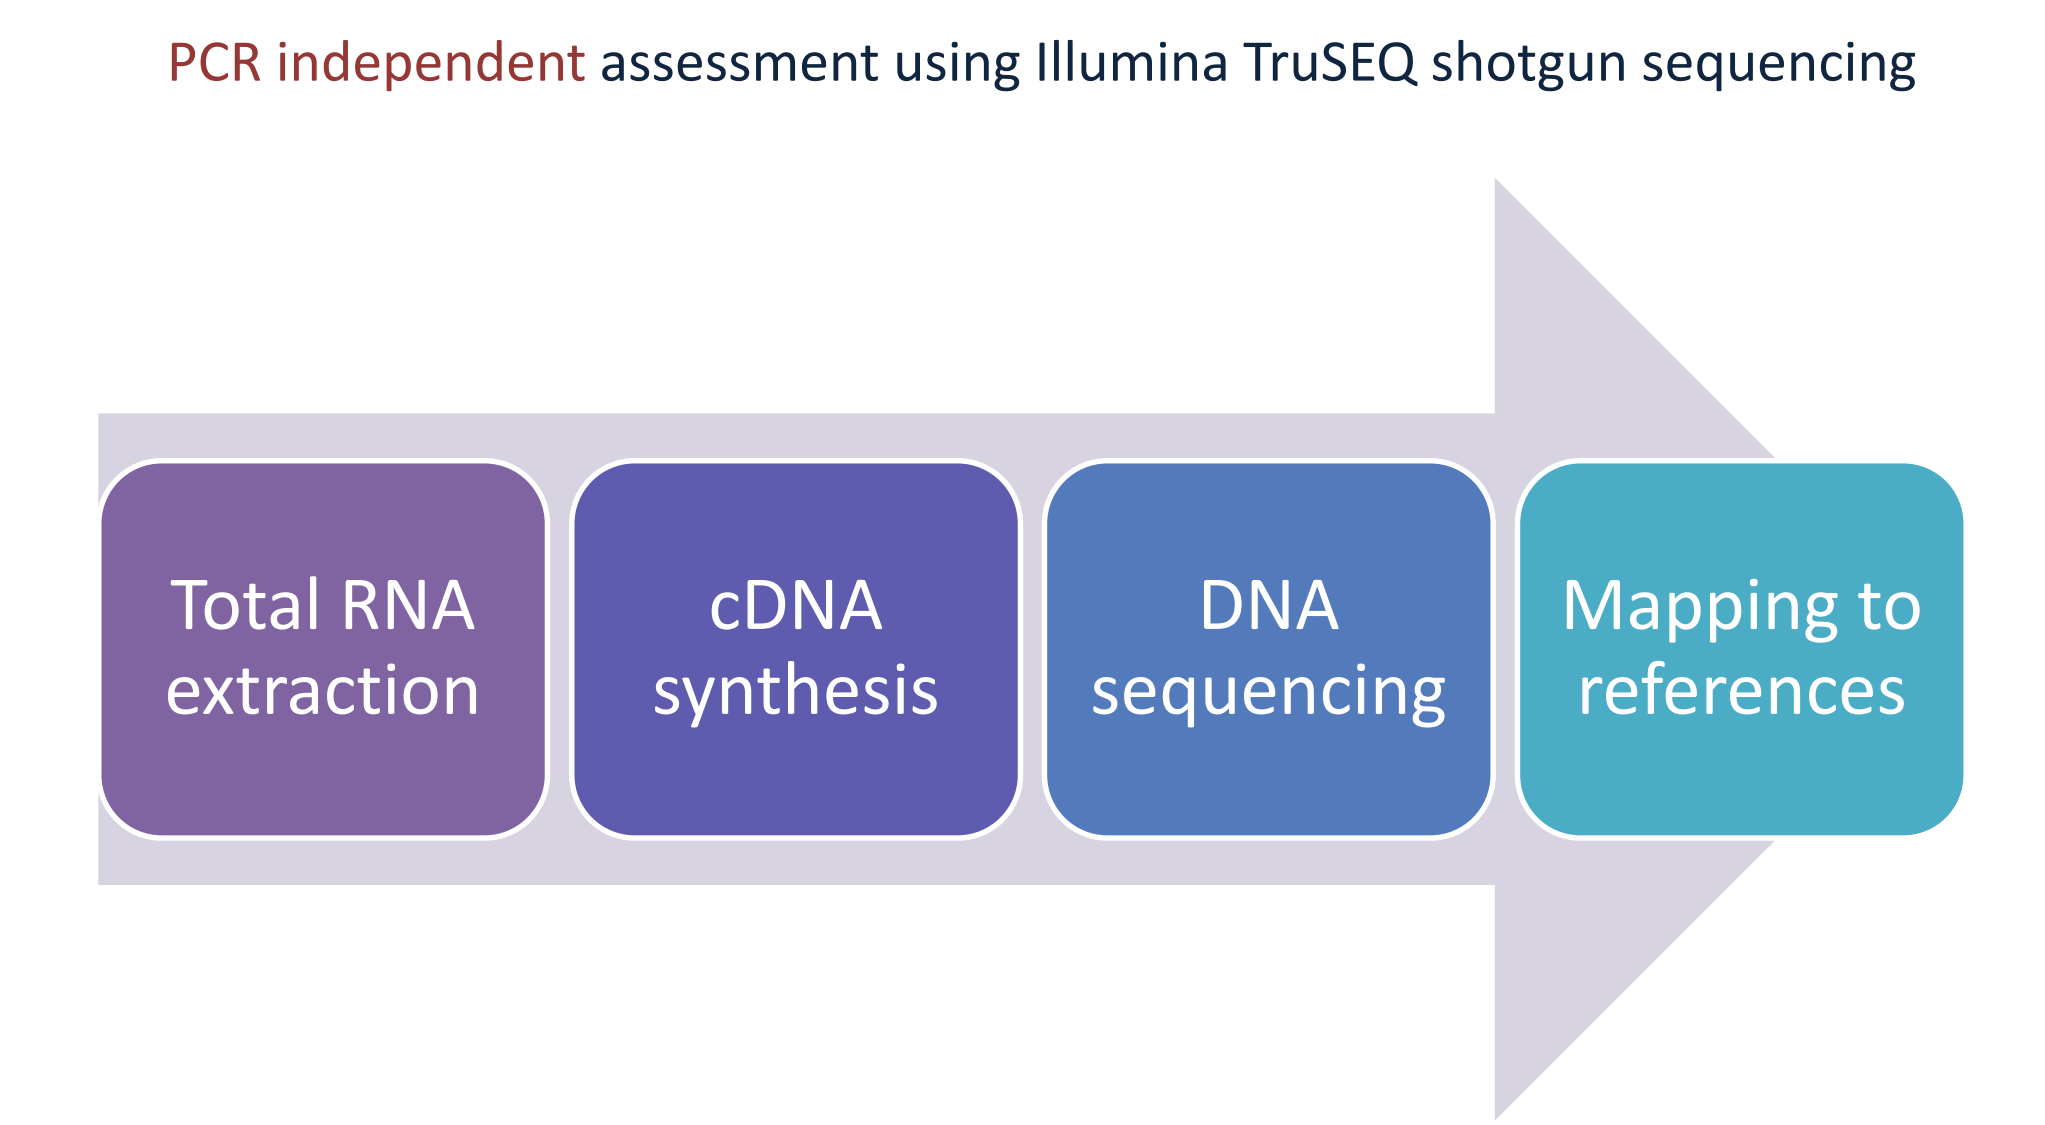 PCR independent assessment using Illumina TruSEQ shotgun sequencing
Total RNA
extraction
cDNA
synthesis
DNA
sequencing
Mapping to
references